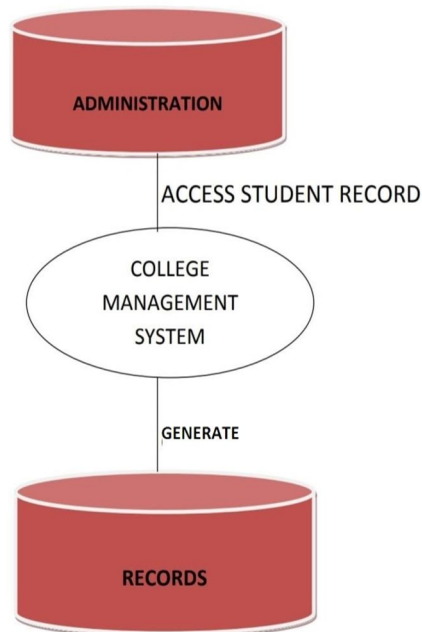 ADMINISTRATION
ACCESS STUDENT RECORD
COLLEGE
MANAGEMENT
SYSTEM
GENERATE
RECORDS